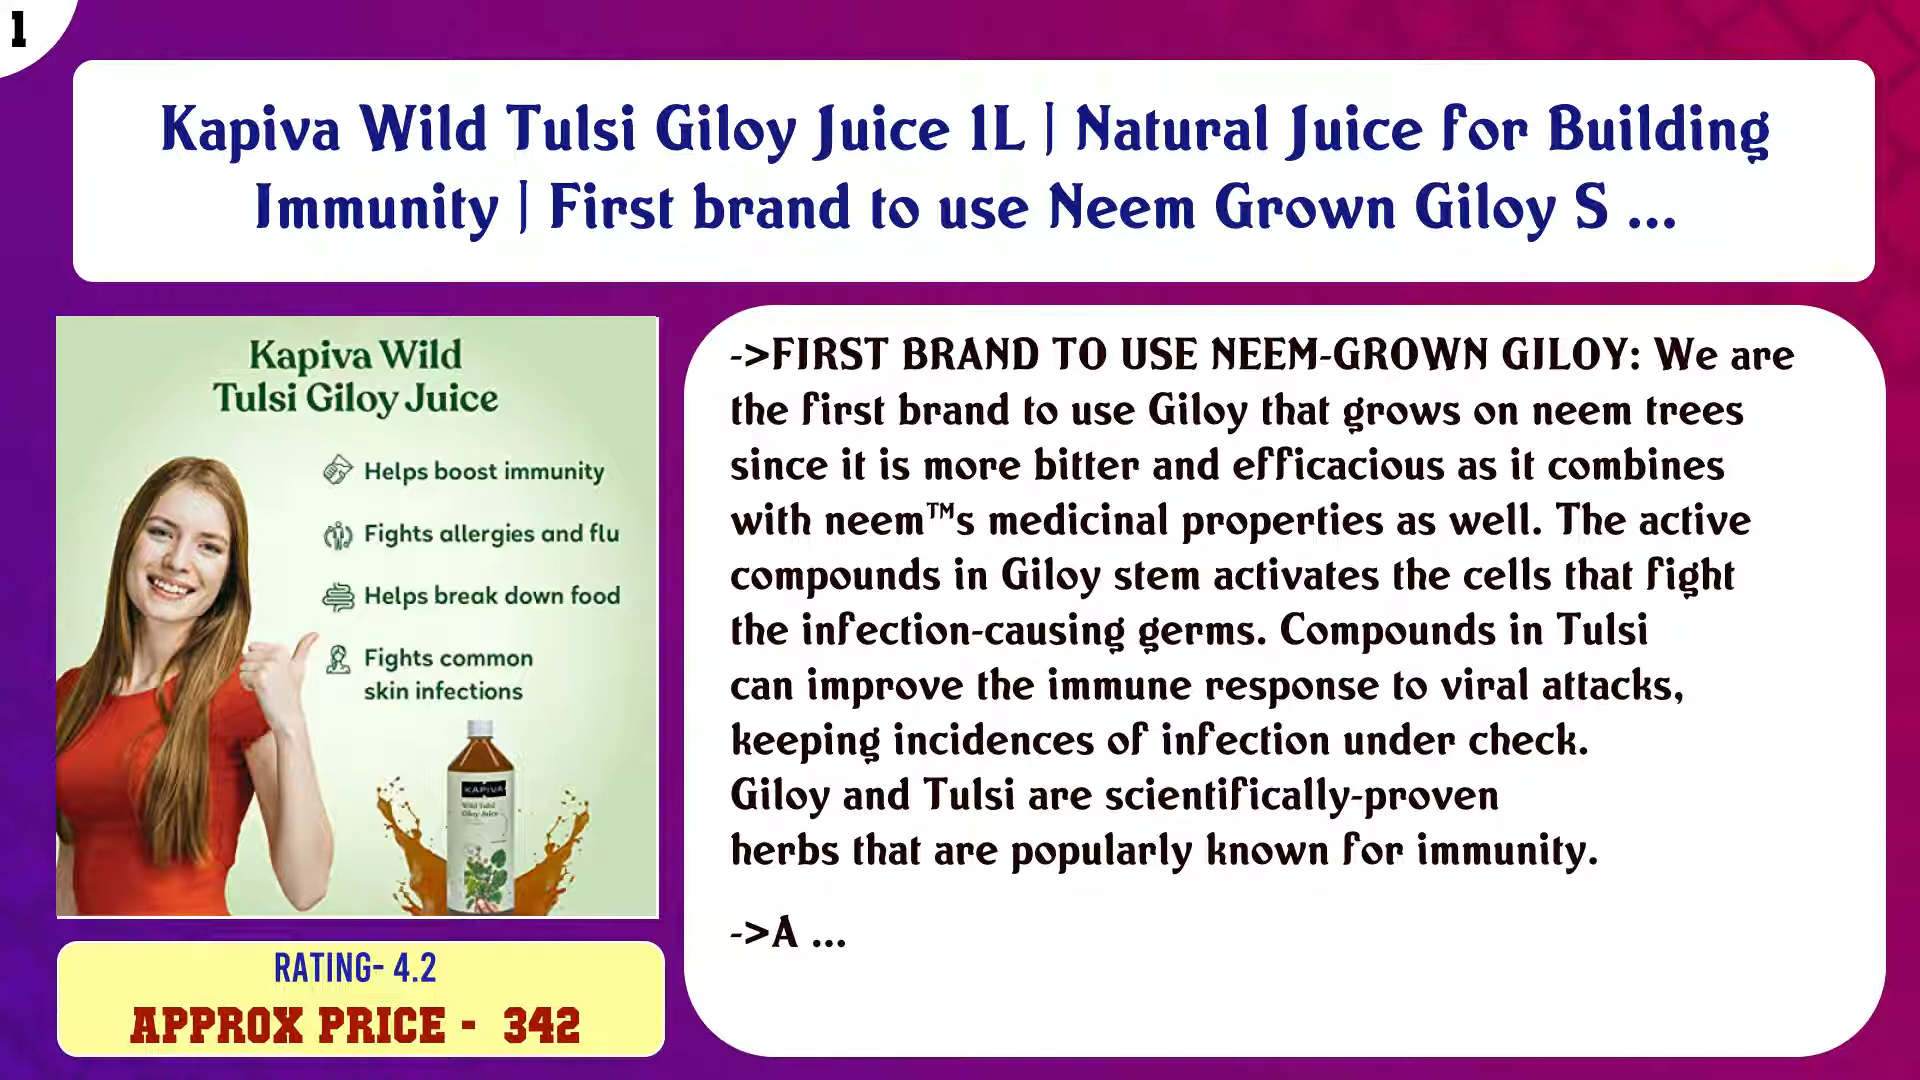 1
Kapiva Wild Tulsi Giloy Juice 1L | Natural Juice for Building
Immunity | First brand to use Neem Grown Giloy S ...
Kapiva Wild
Tulsi Giloy Juice
Helps boost immunity
Fights allergies and flu
Helps break down food
Fights common
skin infections
KAPIVA
Wild Tulsi
Giloy Juice
RATING- 4.2
APPROX PRICE - 342
->FIRST BRAND TO USE NEEM-GROWN GILOY: We are
the first brand to use Giloy that grows on neem trees
since it is more bitter and efficacious as it combines
with neem™s medicinal properties as well. The active
compounds in Giloy stem activates the cells that fight
the infection-causing germs. Compounds in Tulsi
can improve the immune response to viral attacks,
keeping incidences of infection under check.
Giloy and Tulsi are scientifically-proven
herbs that are popularly known for immunity.
->A ...